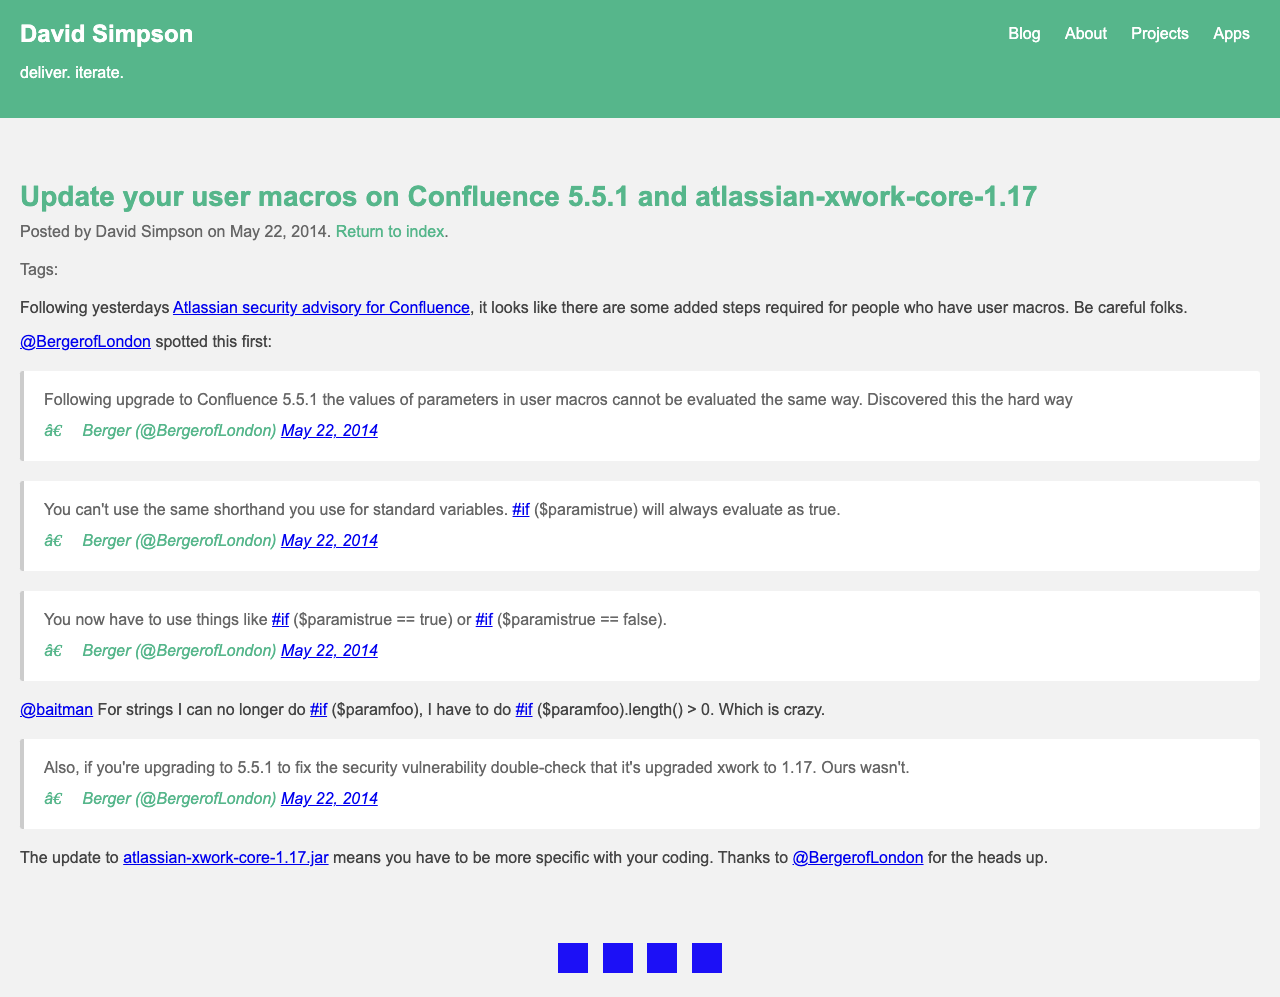 David Simpson
Blog About Projects Apps
deliver. iterate.
Update your user macros on Confluence 5.5.1 and atlassian-xwork-core-1.17
Posted by David Simpson on May 22, 2014. Return to index.
Tags:
Following yesterdays Atlassian security advisory for Confluence, it looks like there are some added steps required for people who have user macros. Be careful folks.
@BergerofLondon spotted this first:
Following upgrade to Confluence 5.5.1 the values of parameters in user macros cannot be evaluated the same way. Discovered this the hard way
â€ Berger (@BergerofLondon) May 22, 2014
You can't use the same shorthand you use for standard variables. #if ($paramistrue) will always evaluate as true.
â€ Berger (@BergerofLondon) May 22, 2014
You now have to use things like #if ($paramistrue == true) or #if ($paramistrue == false).
â€ Berger (@BergerofLondon) May 22, 2014
@baitman For strings I can no longer do #if ($paramfoo), I have to do #if ($paramfoo).length() > 0. Which is crazy.
Also, if you're upgrading to 5.5.1 to fix the security vulnerability double-check that it's upgraded xwork to 1.17. Ours wasn't.
â€ Berger (@BergerofLondon) May 22, 2014
The update to atlassian-xwork-core-1.17.jar means you have to be more specific with your coding. Thanks to @BergerofLondon for the heads up.